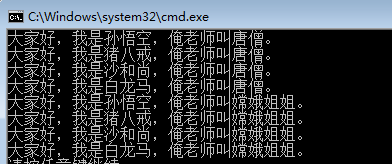 C:\Windows\system32\cmd.exe
大家好，我是孙悟空，俺老师叫唐僧。
大家好，我是猪八戒，俺老师叫唐僧。
大家好，我是沙和尚，俺老师叫唐僧。
大家好，我是白龙马，俺老师叫唐僧。
大家好，我是孙悟空，俺老师叫嫦娥姐姐。
大家好，我是猪八戒，俺老师叫嫦娥姐姐。
大家好，我是沙和尚，俺老师叫嫦娥姐姐。
大家好，我是白龙马，俺老师叫嫦娥姐姐。